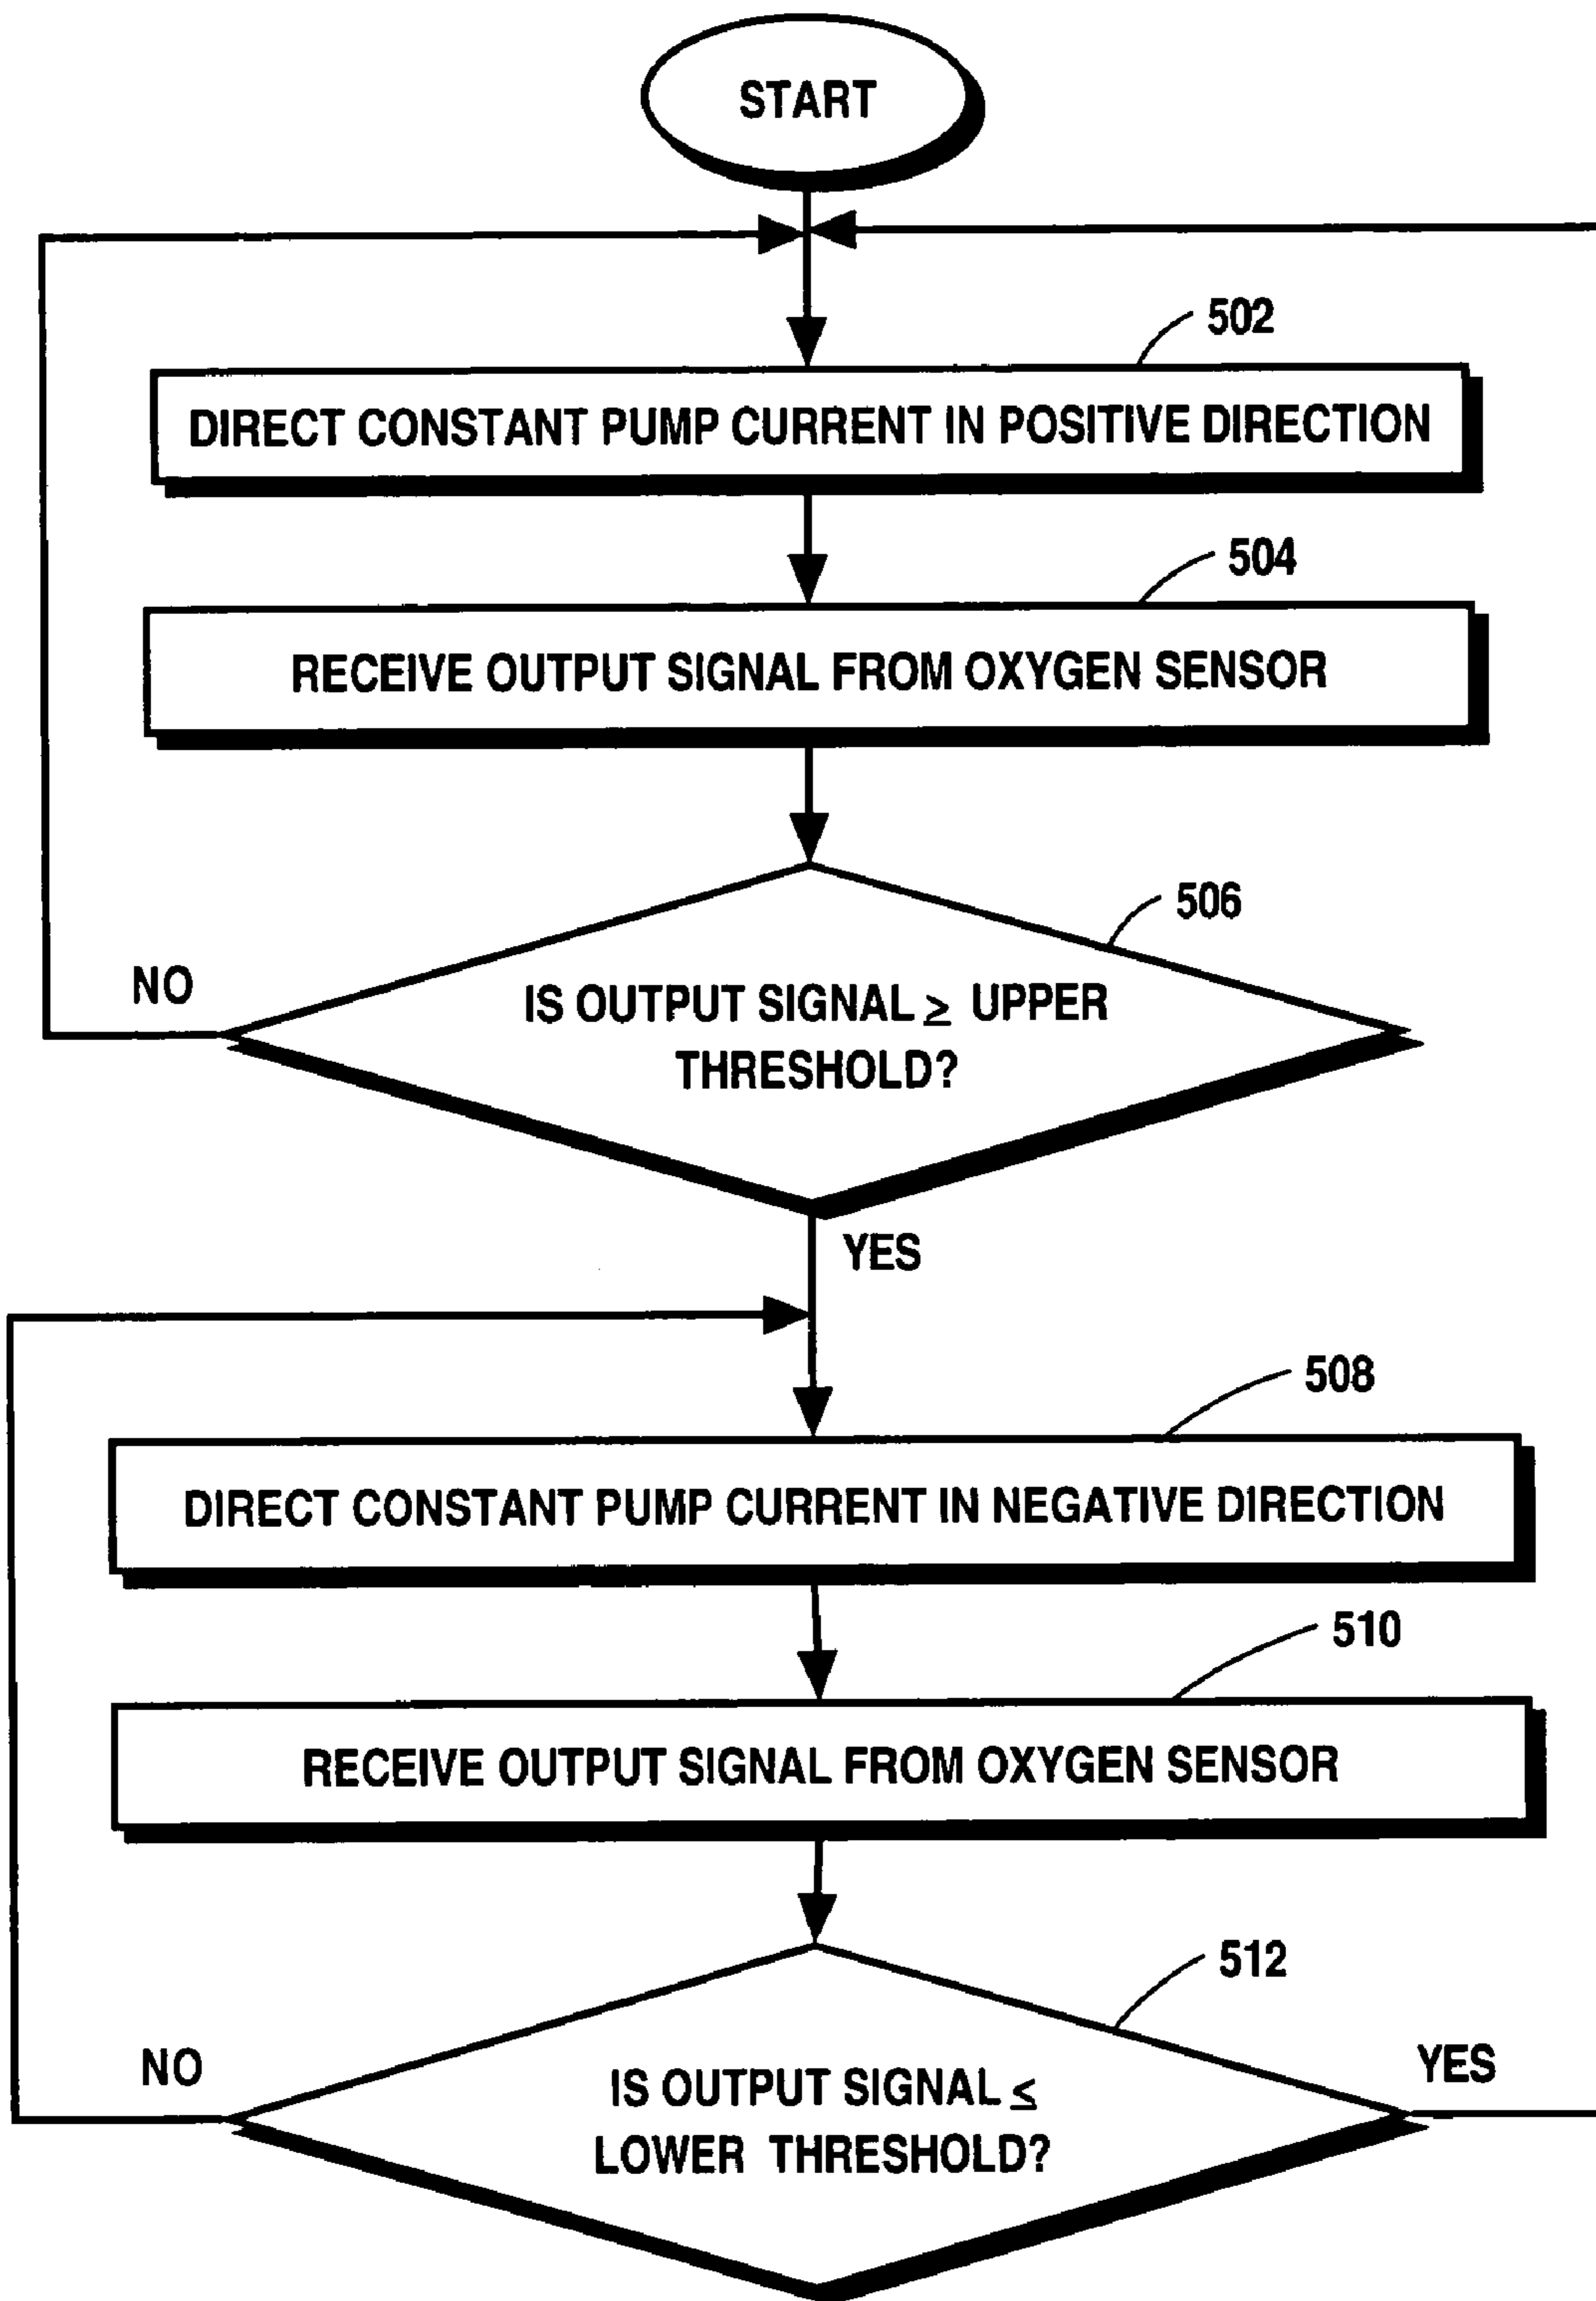 START
502
DIRECT CONSTANT PUMP CURRENT IN POSITIVE DIRECTION
504
RECEIVE OUTPUT SIGNAL FROM OXYGEN SENSOR
506
NO
IS OUTPUT SIGNAL ≥ UPPER
THRESHOLD?
YES
508
DIRECT CONSTANT PUMP CURRENT IN NEGATIVE DIRECTION
510
RECEIVE OUTPUT SIGNAL FROM OXYGEN SENSOR
512
NO
YES
IS OUTPUT SIGNAL ≤
LOWER THRESHOLD?